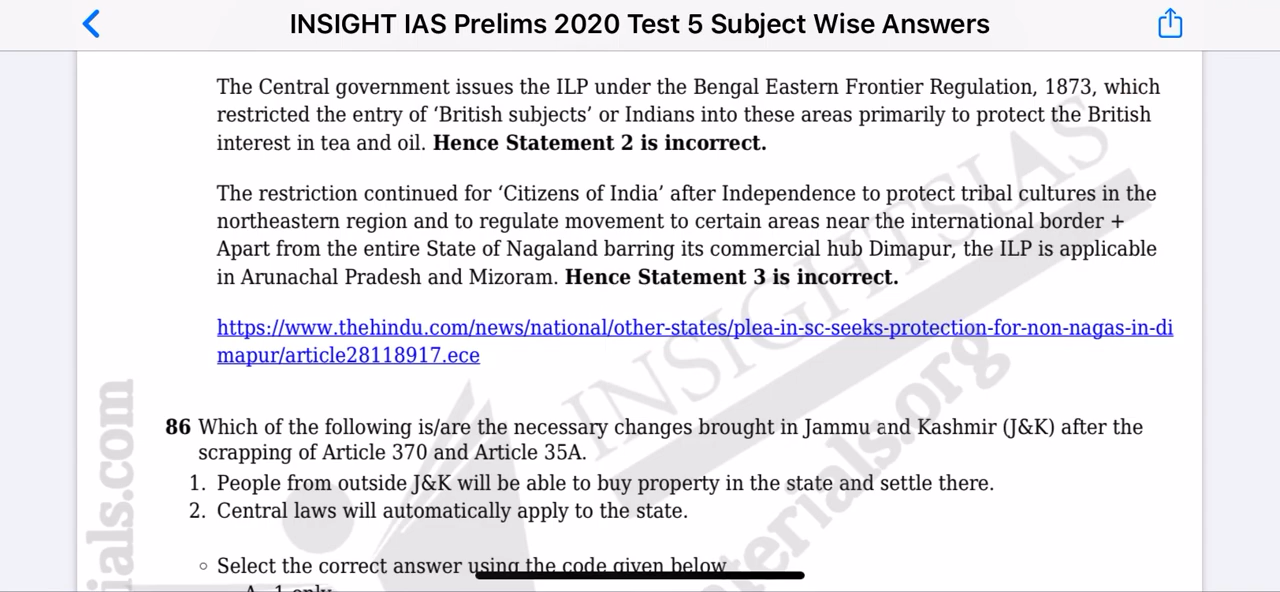 INSIGHT IAS Prelims 2020 Test 5 Subject Wise Answers
The Central government issues the ILP under the Bengal Eastern Frontier Regulation, 1873, which
restricted the entry of ‘British subjects’ or Indians into these areas primarily to protect the British
interest in tea and oil. Hence Statement 2 is incorrect.
The restriction continued for ‘Citizens of India’ after Independence to protect tribal cultures in the
northeastern region and to regulate movement to certain areas near the international border +
Apart from the entire State of Nagaland barring its commercial hub Dimapur, the ILP is applicable
in Arunachal Pradesh and Mizoram. Hence Statement 3 is incorrect.
https://www.thehindu.com/news/national/other-states/plea-in-sc-seeks-protection-for-non-nagas-in-di
mapur/article28118917.ece
86 Which of the following is/are the necessary changes brought in Jammu and Kashmir (J&K) after the
scrapping of Article 370 and Article 35A.
1. People from outside J&K will be able to buy property in the state and settle there.
2. Central laws will automatically apply to the state.
Select the correct answer using the code given below
A. 1 only
INSIGHTSIAS
ials.com
terials.org